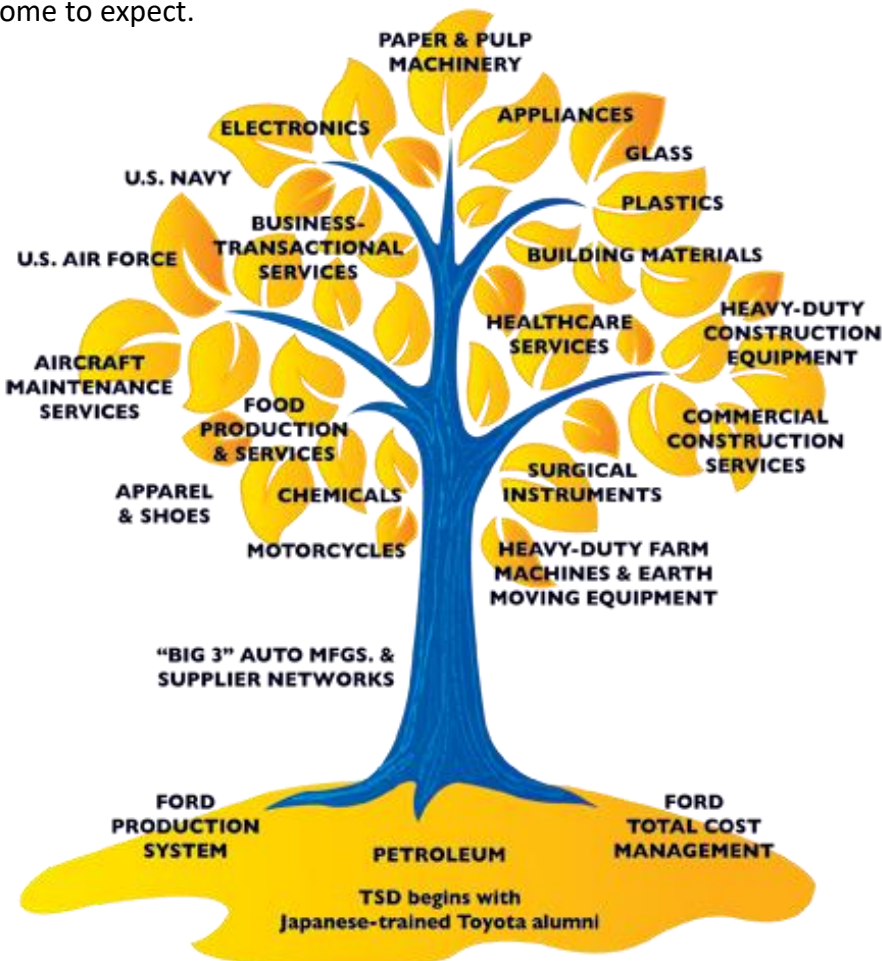 ome to expect.
PAPER & PULP
MACHINERY
ELECTRONICS
APPLIANCES
GLASS
U.S. NAVY
PLASTICS
BUSINESS-
TRANSACTIONAL
SERVICES
U.S. AIR FORCE
BUILDING MATERIALS
HEALTHCARE
SERVICES
HEAVY-DUTY
CONSTRUCTION
EQUIPMENT
AIRCRAFT
MAINTENANCE
SERVICES
FOOD
PRODUCTION
& SERVICES
COMMERCIAL
CONSTRUCTION
SERVICES
APPAREL
& SHOES
CHEMICALS
SURGICAL
INSTRUMENTS
MOTORCYCLES
HEAVY-DUTY FARM
MACHINES & EARTH
MOVING EQUIPMENT
“BIG 3” AUTO MFGS. &
SUPPLIER NETWORKS
FORD
PRODUCTION
SYSTEM
PETROLEUM
FORD
TOTAL COST
MANAGEMENT
TSD begins with
Japanese-trained Toyota alumni